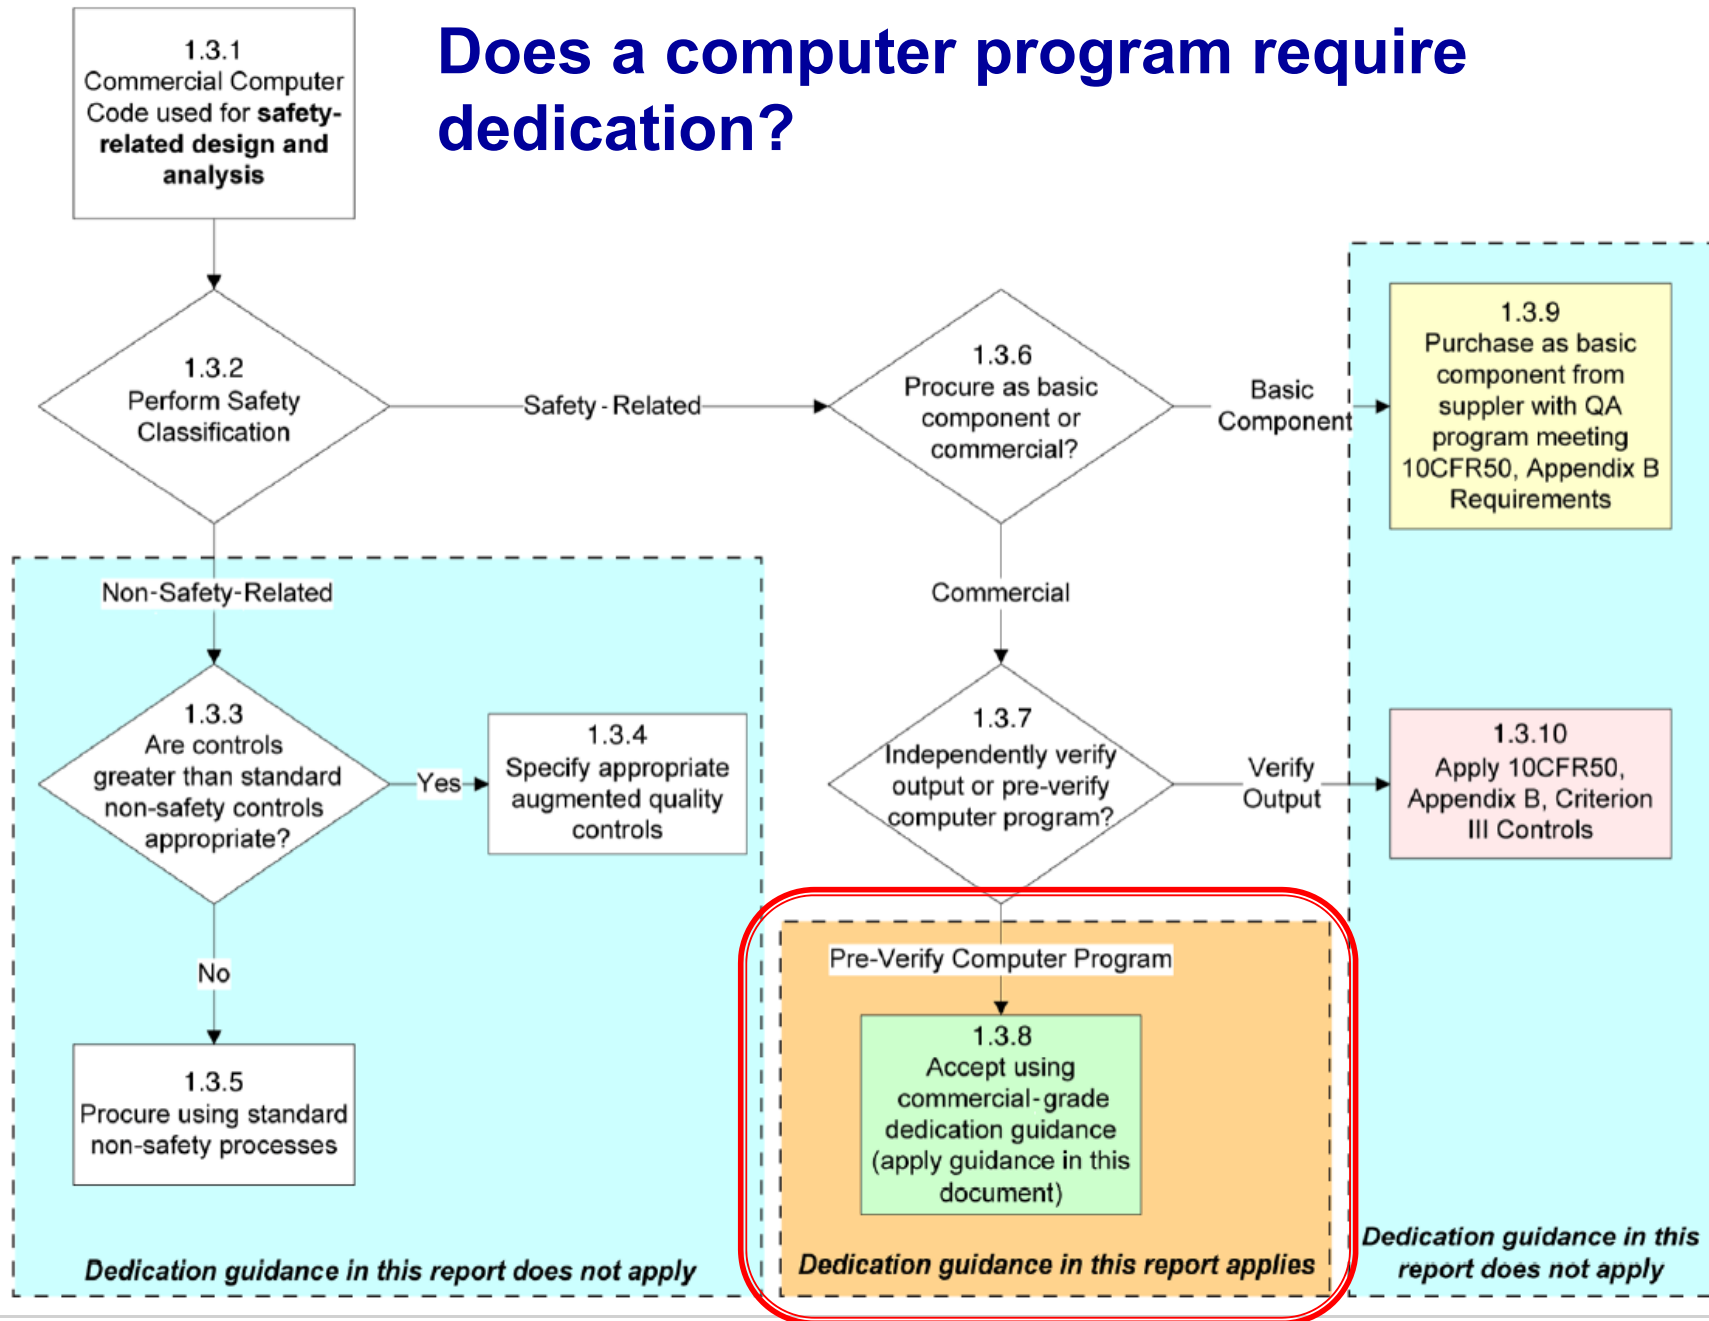 Does a computer program require
dedication?
1.3.1
Commercial Computer
Code used for safety-
related design and
analysis
1.3.2
Perform Safety
Classification
Safety-Related
1.3.6
Procure as basic
component or
commercial?
Basic
Component
1.3.9
Purchase as basic
component from
suppler with QA
program meeting
10CFR50, Appendix B
Requirements
Non-Safety-Related
Commercial
1.3.3
Are controls
greater than standard
non-safety controls
appropriate?
Yes
1.3.4
Specify appropriate
augmented quality
controls
1.3.7
Independently verify
output or pre-verify
computer program?
Verify
Output
1.3.10
Apply 10CFR50,
Appendix B, Criterion
III Controls
No
Pre-Verify Computer Program
1.3.5
Procure using standard
non-safety processes
1.3.8
Accept using
commercial-grade
dedication guidance
(apply guidance in this
document)
Dedication guidance in this report does not apply
Dedication guidance in this report applies
Dedication guidance in this
report does not apply